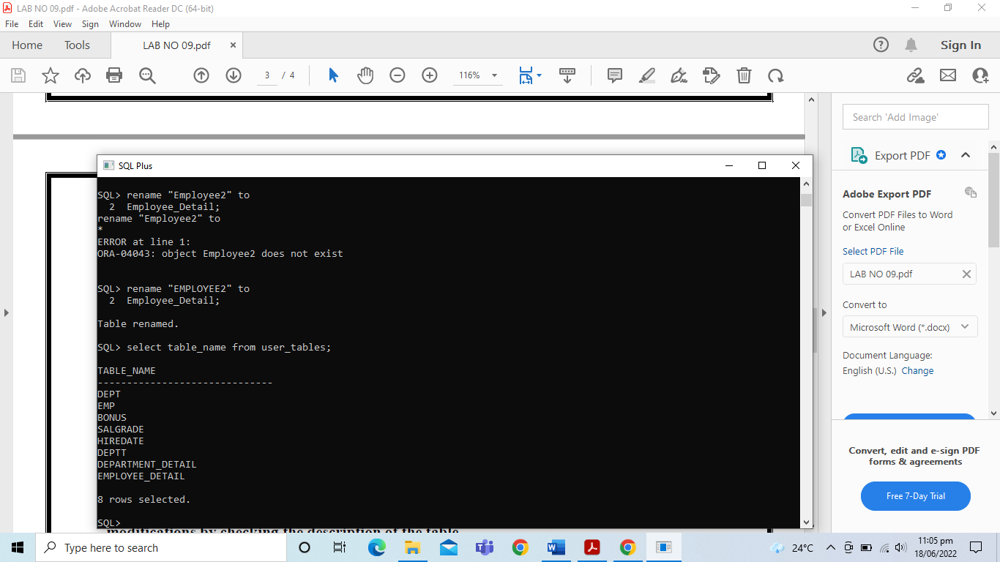 LAB NO 09.pdf - Adobe Acrobat Reader DC (64-bit)
File Edit View Sign Window Help
Home Tools LAB NO 09.pdf × Sign In
3 / 4 116%
Search 'Add Image'
Export PDF
Adobe Export PDF
Convert PDF Files to Word
or Excel Online
Select PDF File
LAB NO 09.pdf
Convert to
Microsoft Word (*.docx)
Document Language:
English (U.S.) Change
Convert, edit and e-sign PDF
forms & agreements
Free 7-Day Trial
SQL Plus
SQL> rename "Employee2" to
2 Employee_Detail;
rename "Employee2" to
*
ERROR at line 1:
ORA-04043: object Employee2 does not exist
SQL> rename "EMPLOYEE2" to
2 Employee_Detail;
Table renamed.
SQL> select table_name from user_tables;
TABLE_NAME
------------------------------
DEPT
EMP
BONUS
SALGRADE
HIREDATE
DEPTT
DEPARTMENT_DETAIL
EMPLOYEE_DETAIL
8 rows selected.
SQL>
modifications by checking the description of the table
Type here to search
24°C
11:05 pm
18/06/2022